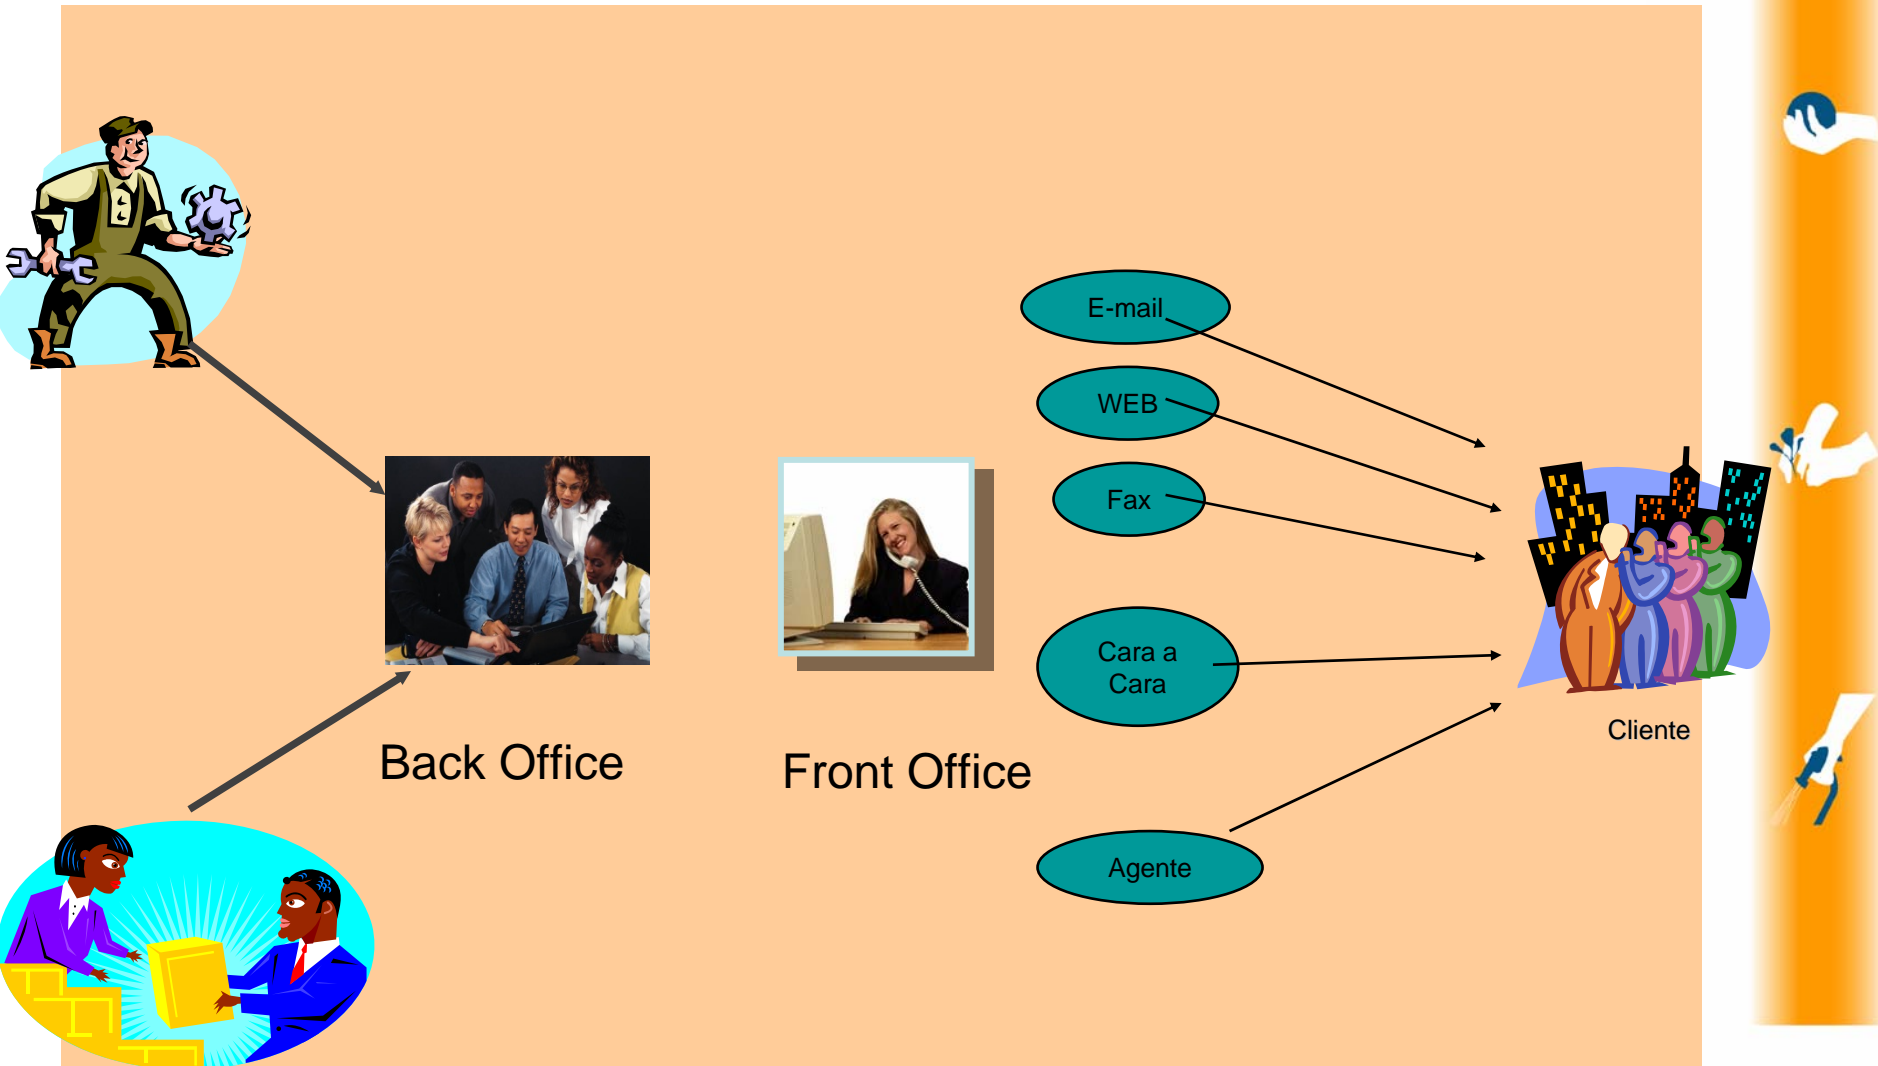 E-mail
WEB
Fax
Cara a
Cara
Cliente
Back Office
Front Office
Agente